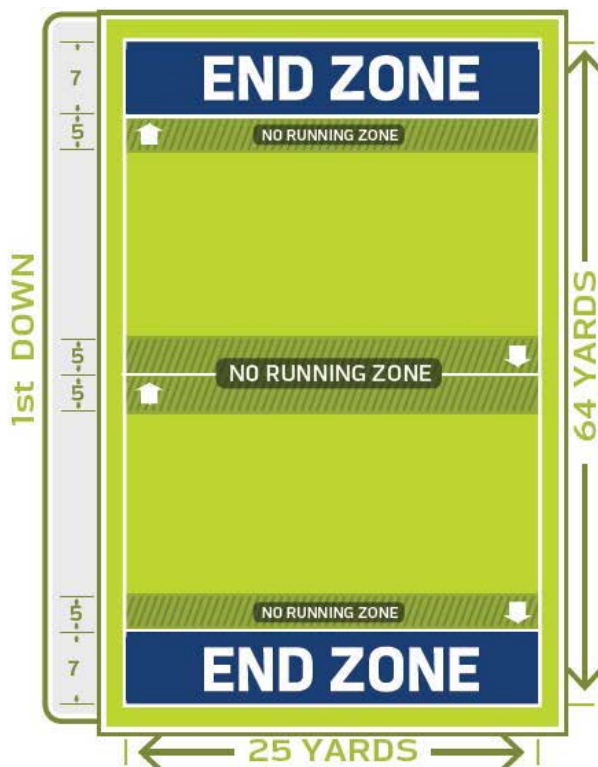 END ZONE
7
5
NO RUNNING ZONE
1st DOWN
64 YARDS
5
NO RUNNING ZONE
5
5
NO RUNNING ZONE
7
END ZONE
25 YARDS